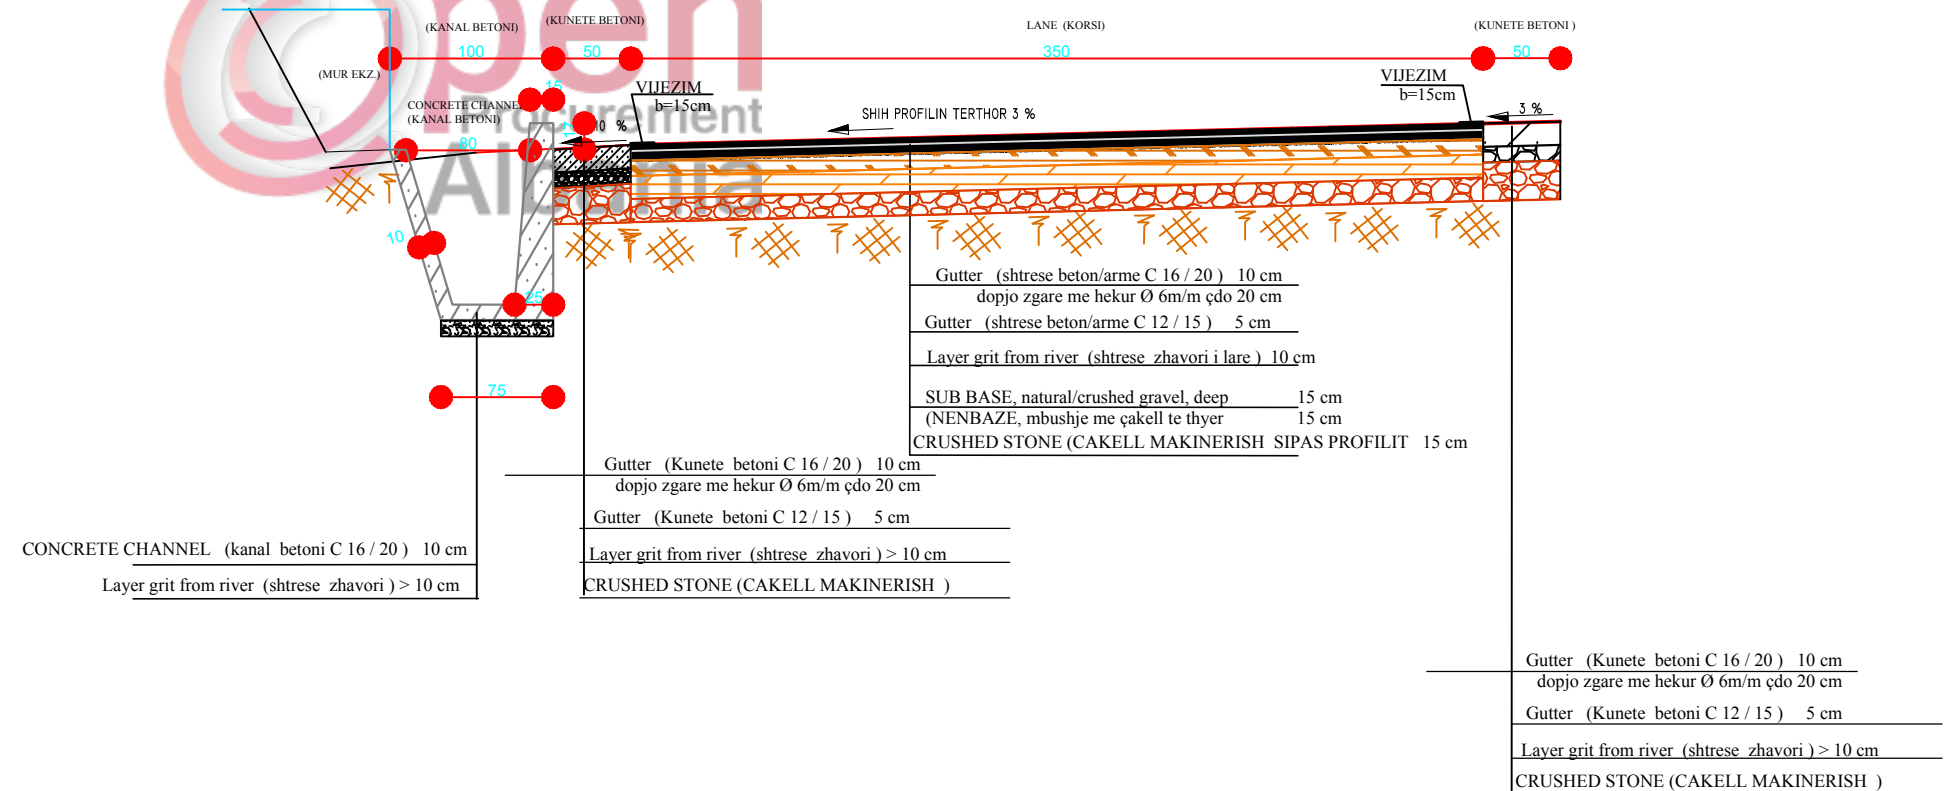 (KANAL BETONI)
(KUNETE BETONI)
LANE (KORSI)
(KUNETE BETONI )
100
50
350
50
(MUR EKZ.)
15
VIJEZIM
b=15cm
VIJEZIM
b=15cm
CONCRETE CHANNEL
(KANAL BETONI)
80
17
10 %
SHIH PROFILIN TERTHOR 3 %
3 %
Open
Procurement
Albania
10
25
75
Gutter (shtrese beton/arme C 16 / 20 ) 10 cm
dopjo zgare me hekur Ø 6m/m çdo 20 cm
Gutter (shtrese beton/arme C 12 / 15 ) 5 cm
Layer grit from river (shtrese zhavori i lare ) 10 cm
SUB BASE, natural/crushed gravel, deep 15 cm
(NENBAZE, mbushje me çakell te thyer 15 cm
CRUSHED STONE (CAKELL MAKINERISH SIPAS PROFILIT 15 cm
Gutter (Kunete betoni C 16 / 20 ) 10 cm
dopjo zgare me hekur Ø 6m/m çdo 20 cm
Gutter (Kunete betoni C 12 / 15 ) 5 cm
Layer grit from river (shtrese zhavori ) > 10 cm
CRUSHED STONE (CAKELL MAKINERISH )
CONCRETE CHANNEL (kanal betoni C 16 / 20 ) 10 cm
Layer grit from river (shtrese zhavori ) > 10 cm
Gutter (Kunete betoni C 16 / 20 ) 10 cm
dopjo zgare me hekur Ø 6m/m çdo 20 cm
Gutter (Kunete betoni C 12 / 15 ) 5 cm
Layer grit from river (shtrese zhavori ) > 10 cm
CRUSHED STONE (CAKELL MAKINERISH )